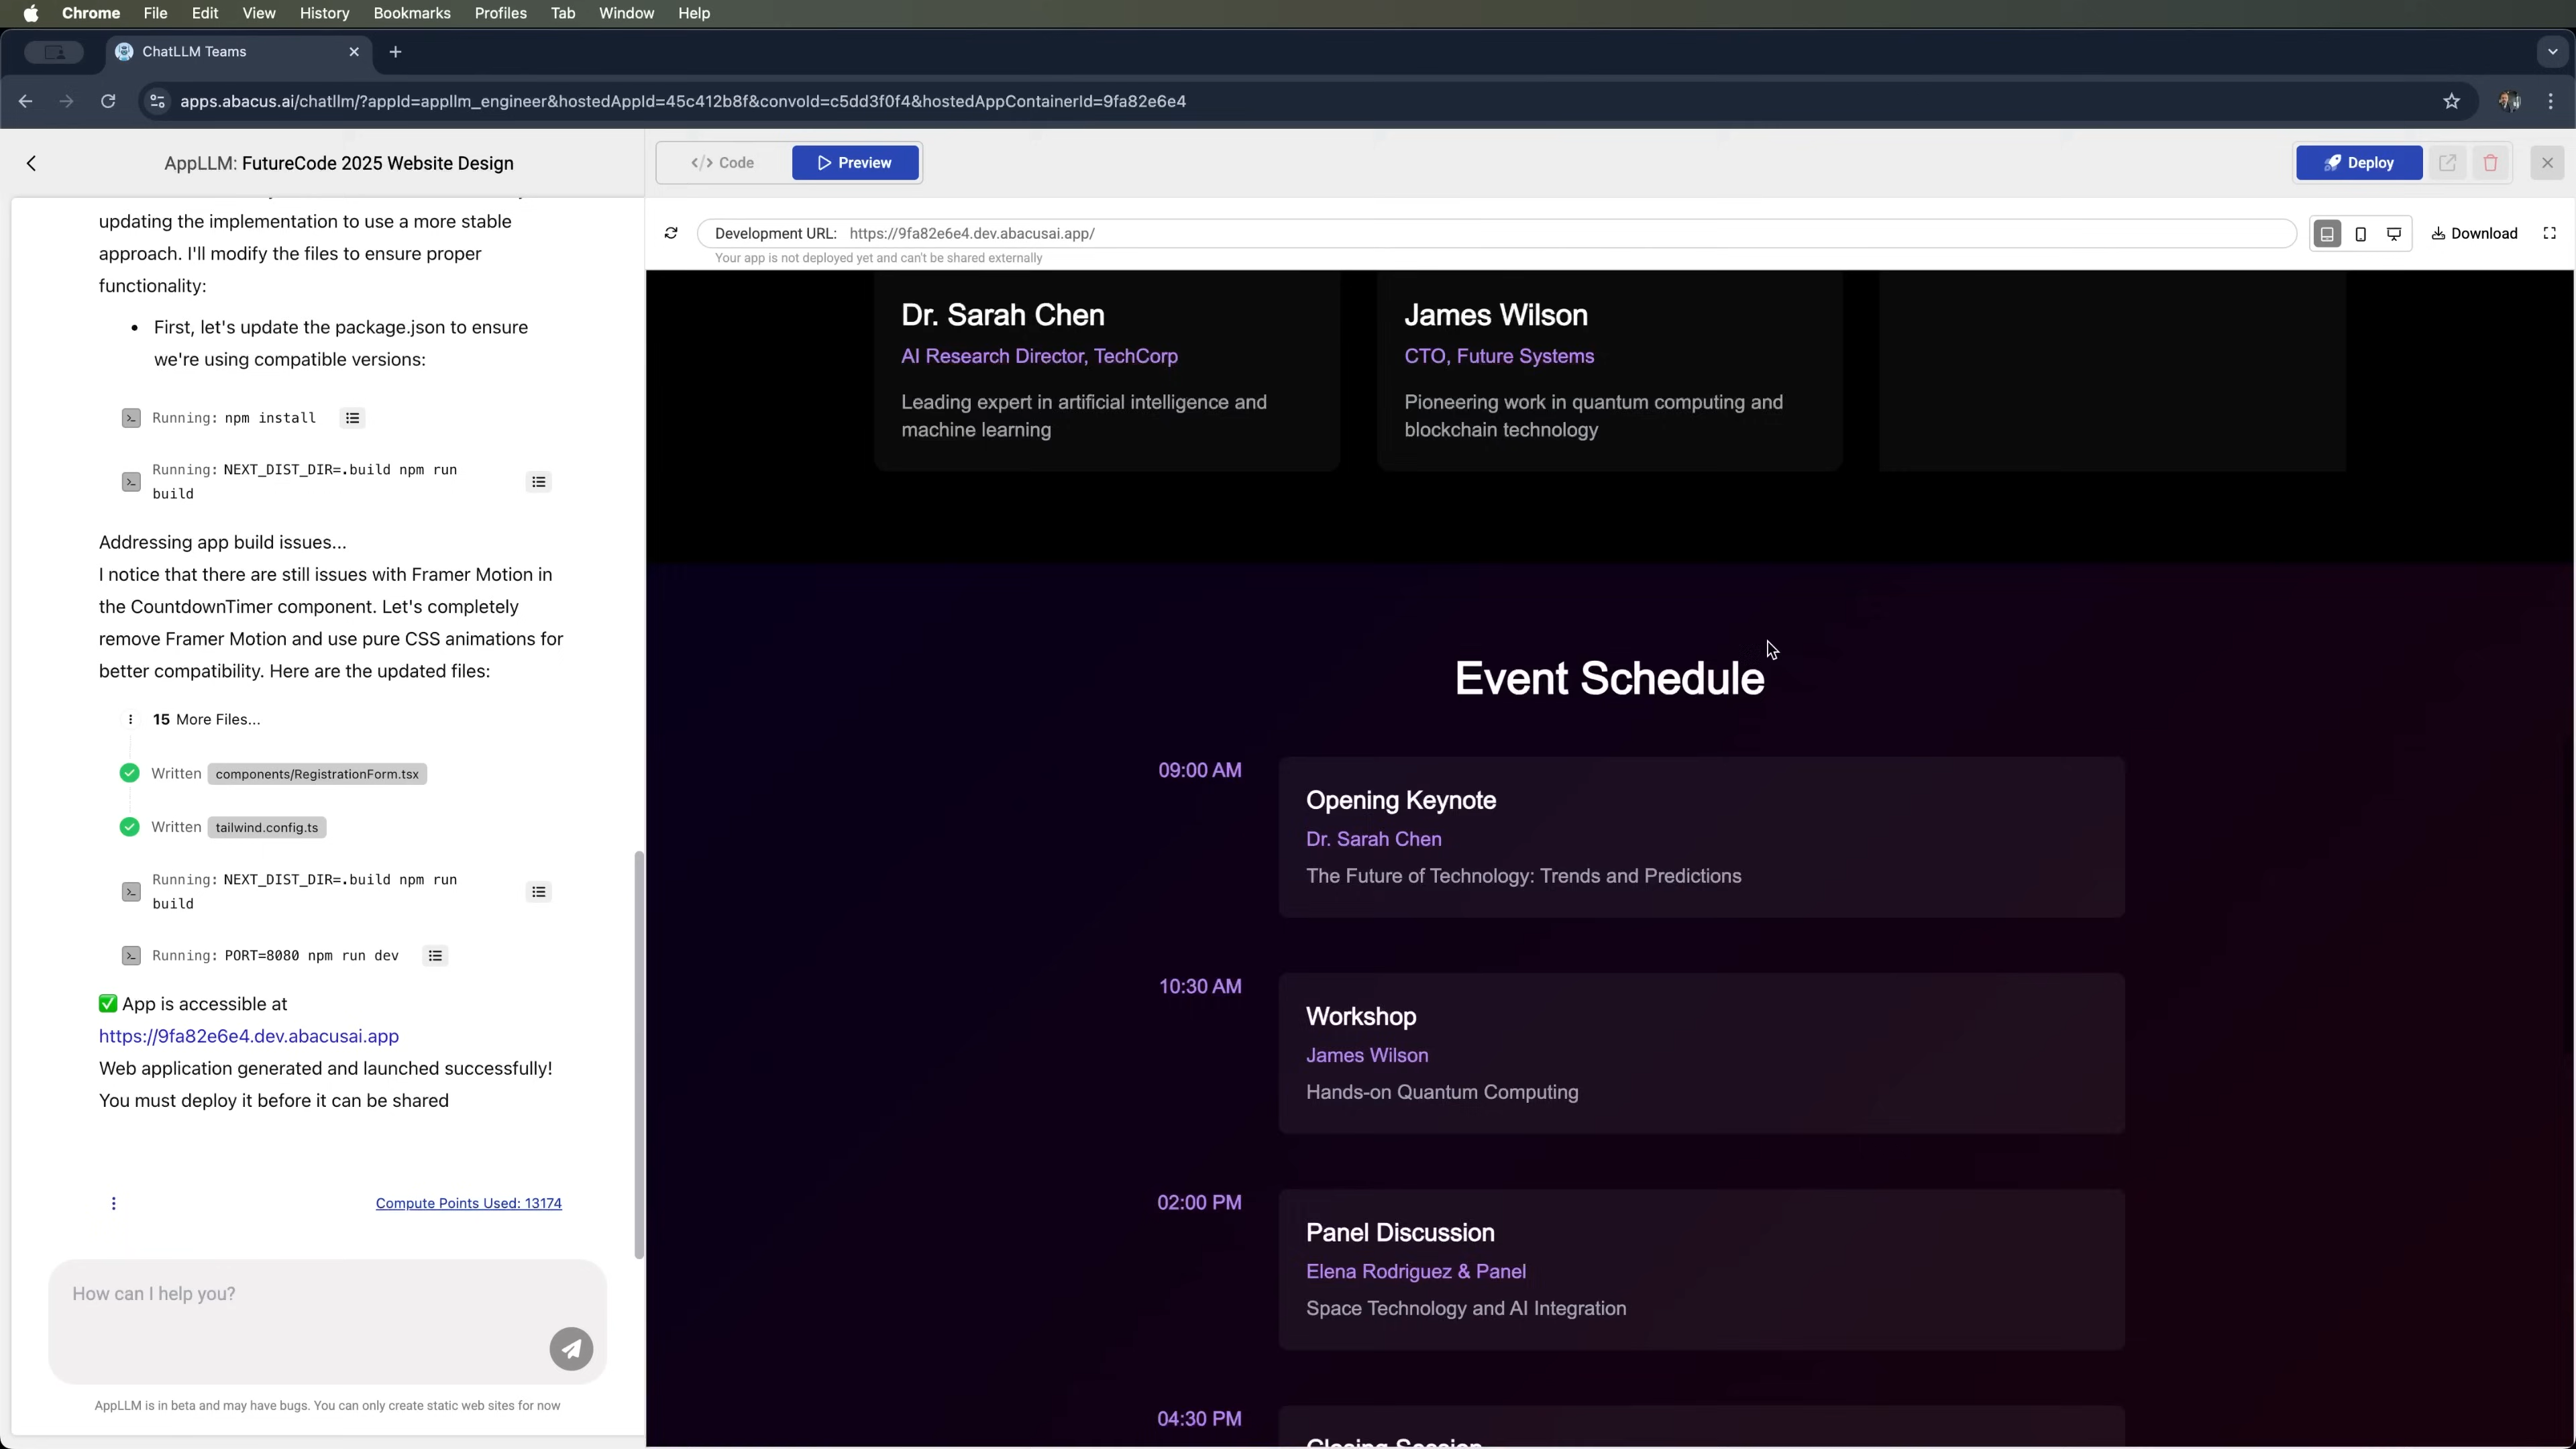 Chrome File Edit View History Bookmarks Profiles Tab Window Help
ChatLLM Teams
apps.abacus.ai/chatllm/?appId=appllm_engineer&hostedAppId=45c412b8f&convoId=c5dd3f0f4&hostedAppContainerId=9fa82e6e4
AppLLM: FutureCode 2025 Website Design
updating the implementation to use a more stable
approach. I'll modify the files to ensure proper
functionality:
• First, let's update the package.json to ensure
we're using compatible versions:
Running: npm install
Running: NEXT_DIST_DIR=.build npm run
build
Addressing app build issues...
I notice that there are still issues with Framer Motion in
the CountdownTimer component. Let's completely
remove Framer Motion and use pure CSS animations for
better compatibility. Here are the updated files:
15 More Files...
Written components/RegistrationForm.tsx
Written tailwind.config.ts
Running: NEXT_DIST_DIR=.build npm run
build
Running: PORT=8080 npm run dev
✅ App is accessible at
https://9fa82e6e4.dev.abacusai.app
Web application generated and launched successfully!
You must deploy it before it can be shared
Compute Points Used: 13174
How can I help you?
AppLLM is in beta and may have bugs. You can only create static web sites for now
</> Code
Preview
Deploy
Development URL: https://9fa82e6e4.dev.abacusai.app/
Download
Your app is not deployed yet and can't be shared externally
Dr. Sarah Chen
AI Research Director, TechCorp
Leading expert in artificial intelligence and
machine learning
James Wilson
CTO, Future Systems
Pioneering work in quantum computing and
blockchain technology
Event Schedule
09:00 AM
Opening Keynote
Dr. Sarah Chen
The Future of Technology: Trends and Predictions
10:30 AM
Workshop
James Wilson
Hands-on Quantum Computing
02:00 PM
Panel Discussion
Elena Rodriguez & Panel
Space Technology and AI Integration
04:30 PM
Closing Session